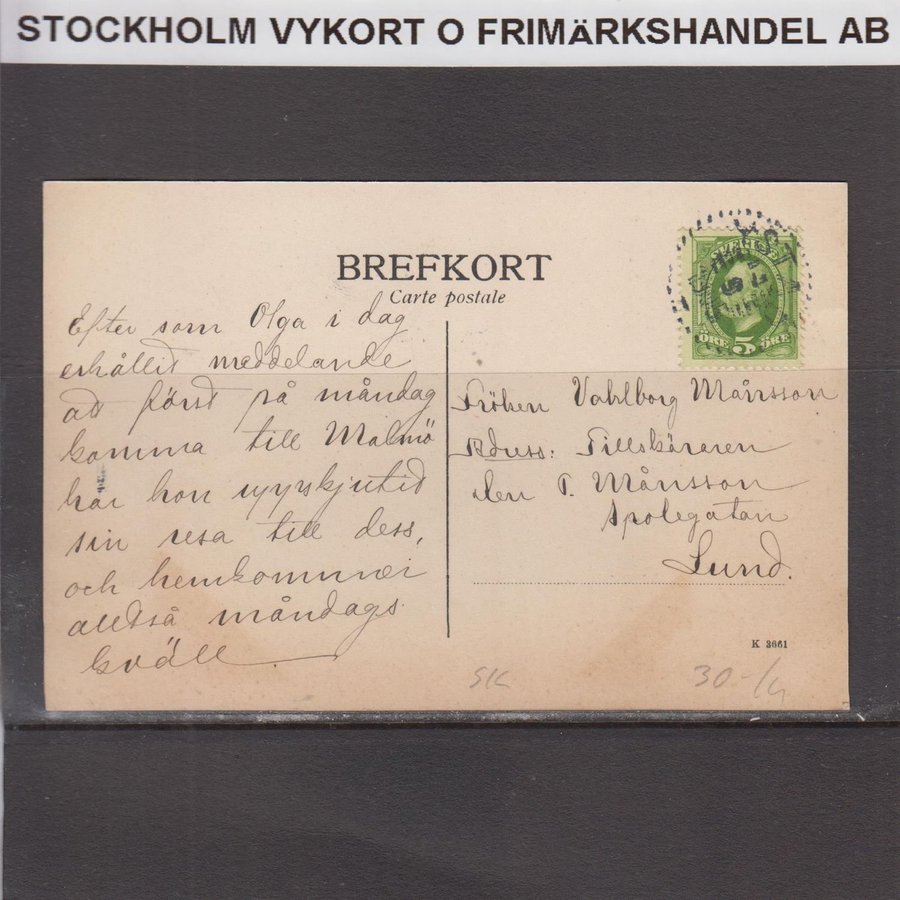 STOCKHOLM VYKORT O FRIMÄRKSHANDEL AB
BREFKORT
Carte postale
SVERIGE
ÖRE 5 ÖRE
Efter som Olga i dag
erhållit meddelande
att först på måndag
komma till Malmö
har hon uppskjutit
sin resa till dess,
och hemkommer
alltså måndags
kväll
Fröken Vahlborg Månsson
Adress: Tillskäraren
P. Månsson
Spolegatan
Lund.
K 3661
SK
30-